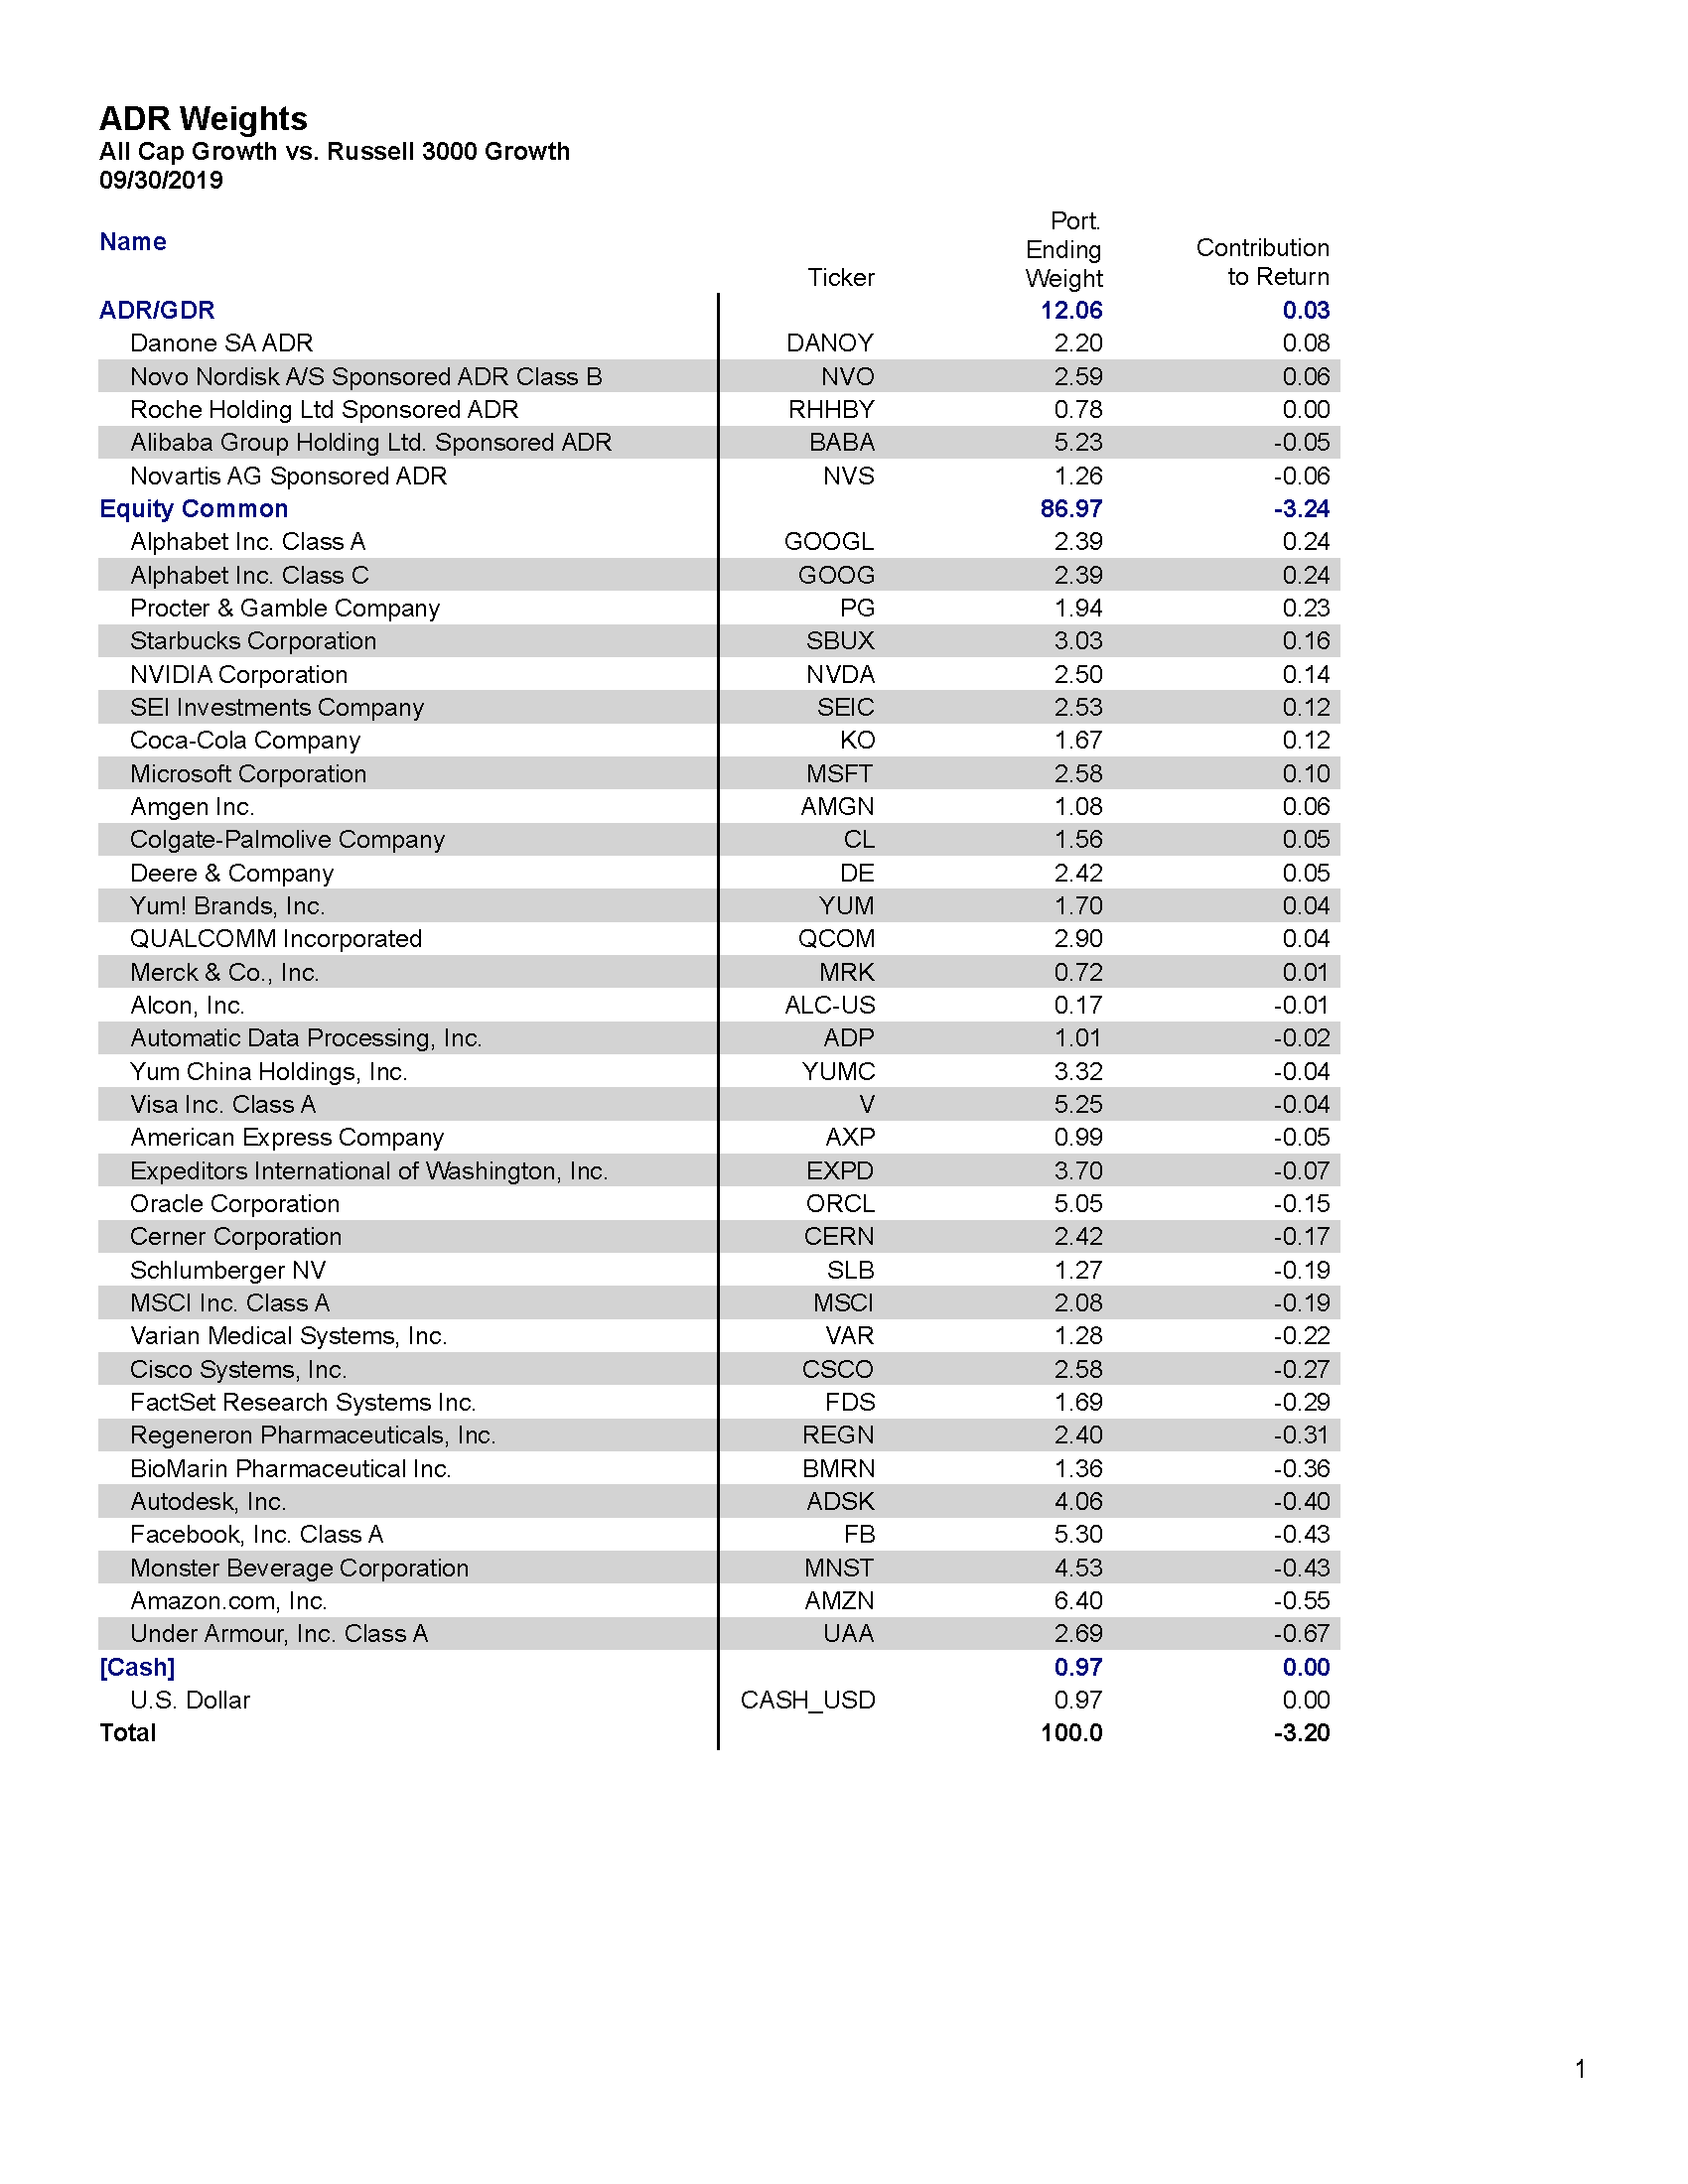 ADR Weights
All Cap Growth vs. Russell 3000 Growth
09/30/2019
Name Ticker Port. Ending Weight Contribution to Return
ADR/GDR 12.06 0.03
Danone SA ADR DANOY 2.20 0.08
Novo Nordisk A/S Sponsored ADR Class B NVO 2.59 0.06
Roche Holding Ltd Sponsored ADR RHHBY 0.78 0.00
Alibaba Group Holding Ltd. Sponsored ADR BABA 5.23 -0.05
Novartis AG Sponsored ADR NVS 1.26 -0.06
Equity Common 86.97 -3.24
Alphabet Inc. Class A GOOGL 2.39 0.24
Alphabet Inc. Class C GOOG 2.39 0.24
Procter & Gamble Company PG 1.94 0.23
Starbucks Corporation SBUX 3.03 0.16
NVIDIA Corporation NVDA 2.50 0.14
SEI Investments Company SEIC 2.53 0.12
Coca-Cola Company KO 1.67 0.12
Microsoft Corporation MSFT 2.58 0.10
Amgen Inc. AMGN 1.08 0.06
Colgate-Palmolive Company CL 1.56 0.05
Deere & Company DE 2.42 0.05
Yum! Brands, Inc. YUM 1.70 0.04
QUALCOMM Incorporated QCOM 2.90 0.04
Merck & Co., Inc. MRK 0.72 0.01
Alcon, Inc. ALC-US 0.17 -0.01
Automatic Data Processing, Inc. ADP 1.01 -0.02
Yum China Holdings, Inc. YUMC 3.32 -0.04
Visa Inc. Class A V 5.25 -0.04
American Express Company AXP 0.99 -0.05
Expeditors International of Washington, Inc. EXPD 3.70 -0.07
Oracle Corporation ORCL 5.05 -0.15
Cerner Corporation CERN 2.42 -0.17
Schlumberger NV SLB 1.27 -0.19
MSCI Inc. Class A MSCI 2.08 -0.19
Varian Medical Systems, Inc. VAR 1.28 -0.22
Cisco Systems, Inc. CSCO 2.58 -0.27
FactSet Research Systems Inc. FDS 1.69 -0.29
Regeneron Pharmaceuticals, Inc. REGN 2.40 -0.31
BioMarin Pharmaceutical Inc. BMRN 1.36 -0.36
Autodesk, Inc. ADSK 4.06 -0.40
Facebook, Inc. Class A FB 5.30 -0.43
Monster Beverage Corporation MNST 4.53 -0.43
Amazon.com, Inc. AMZN 6.40 -0.55
Under Armour, Inc. Class A UAA 2.69 -0.67
[Cash] 0.97 0.00
U.S. Dollar CASH_USD 0.97 0.00
Total 100.0 -3.20
1